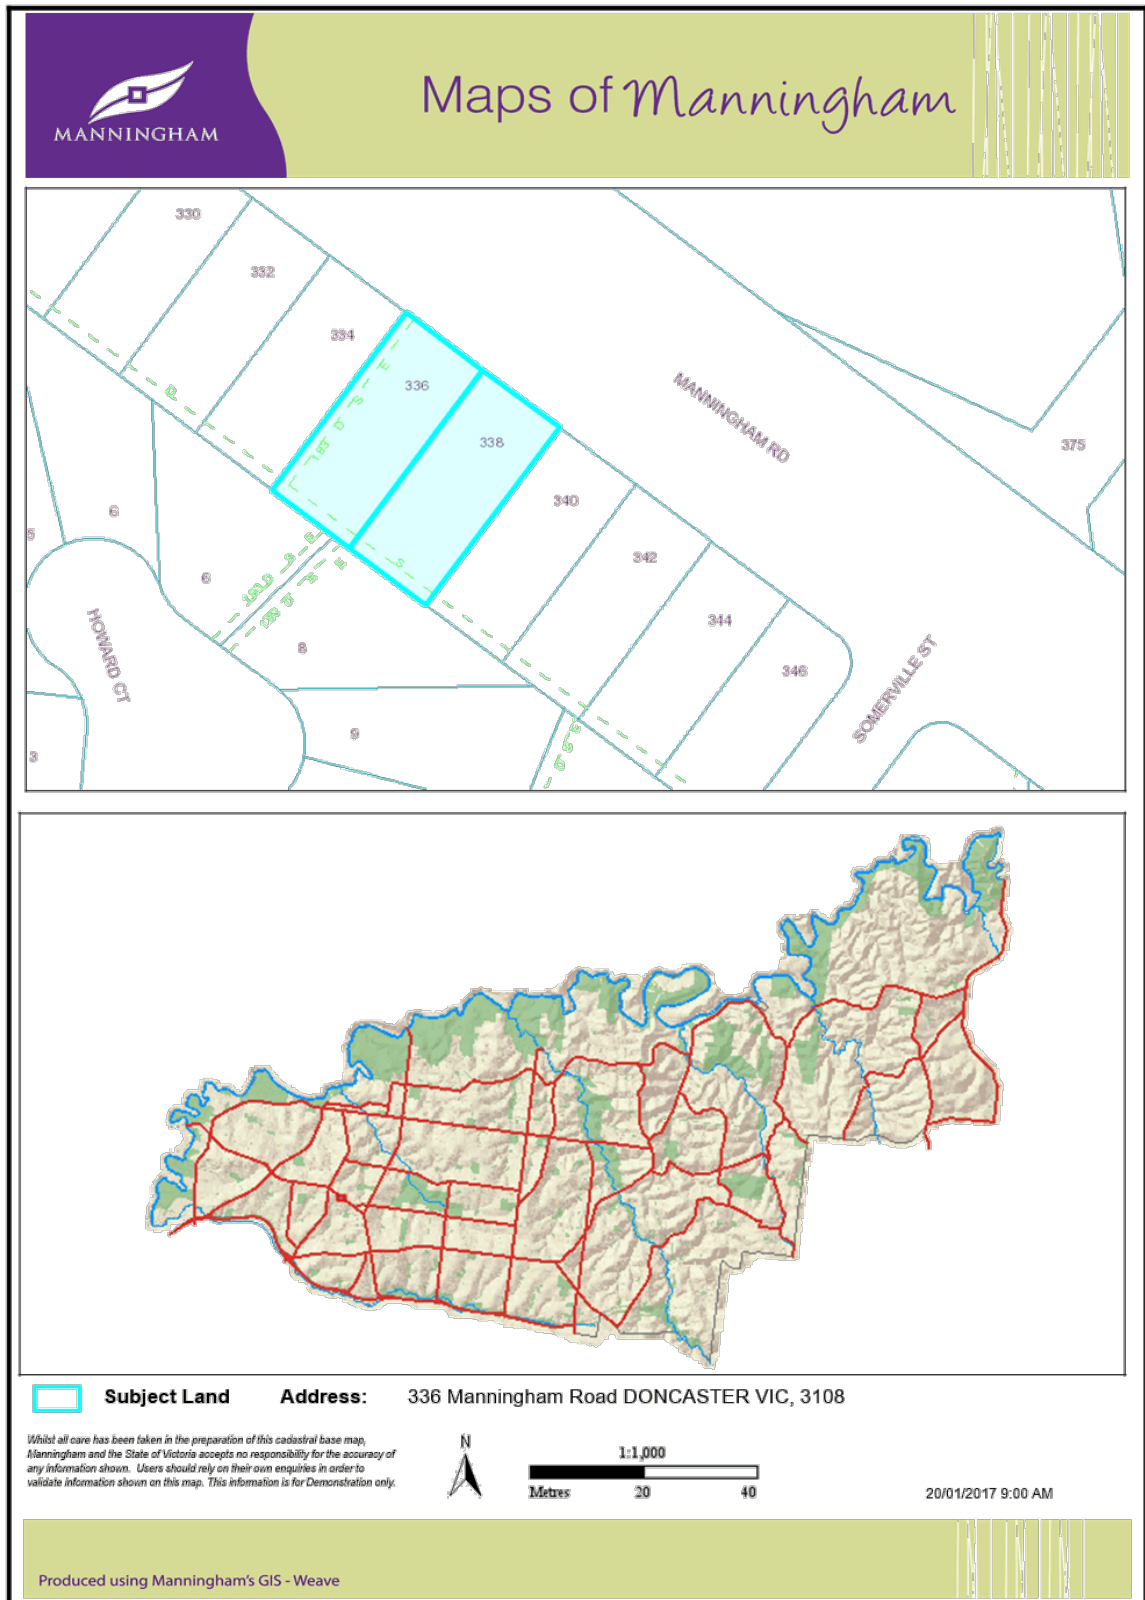 MANNINGHAM
Maps of Manningham
330
332
334
336
338
MANNINGHAM RD
375
340
342
344
346
SOMERVILLE ST
5
6
6
8
HOWARD CT
9
3
Subject Land Address: 336 Manningham Road DONCASTER VIC, 3108
Whilst all care has been taken in the preparation of this cadastral base map,
Manningham and the State of Victoria accepts no responsibility for the accuracy of
any information shown. Users should rely on their own enquiries in order to
validate information shown on this map. This information is for Demonstration only.
N
1:1,000
Metres 20 40
20/01/2017 9:00 AM
Produced using Manningham's GIS - Weave